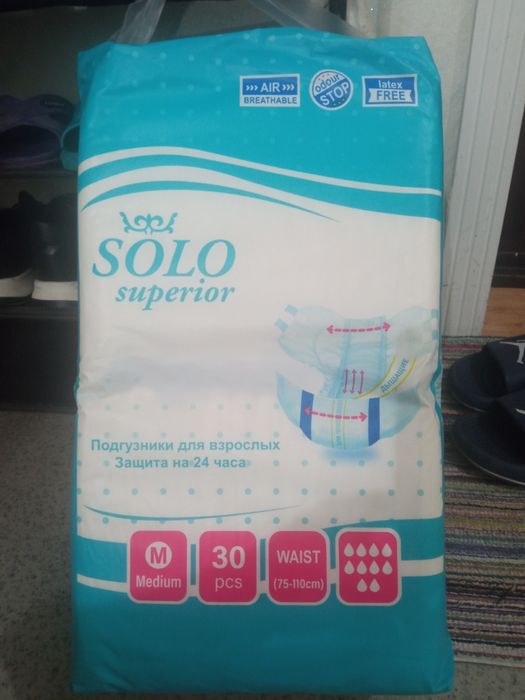 >>> AIR >>>
BREATHABLE
odour
STOP
latex
FREE
SOLO
superior
ДЫШАЩИЕ
Подгузники для взрослых
Защита на 24 часа
M
Medium
30
pcs
WAIST
(75-110cm)